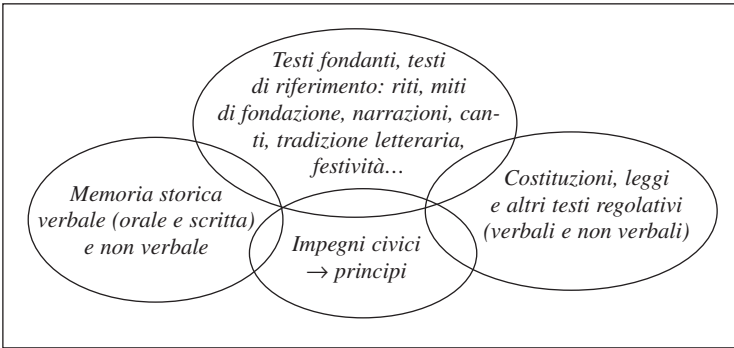 Testi fondanti, testi
di riferimento: riti, miti
di fondazione, narrazioni, can-
ti, tradizione letteraria,
festività…
Memoria storica
verbale (orale e scritta)
e non verbale
Impegni civici
→ principi
Costituzioni, leggi
e altri testi regolativi
(verbali e non verbali)